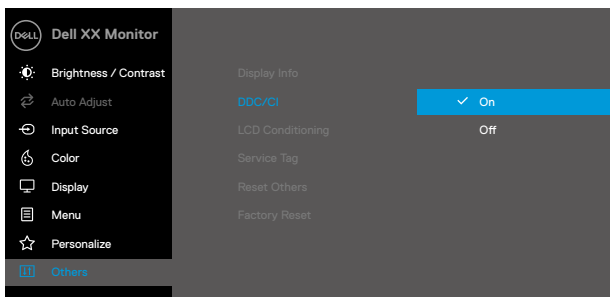 DELL Dell XX Monitor
Brightness / Contrast
Display Info
Auto Adjust
DDC/CI
On
Input Source
LCD Conditioning
Off
Color
Service Tag
Display
Reset Others
Menu
Factory Reset
Personalize
Others